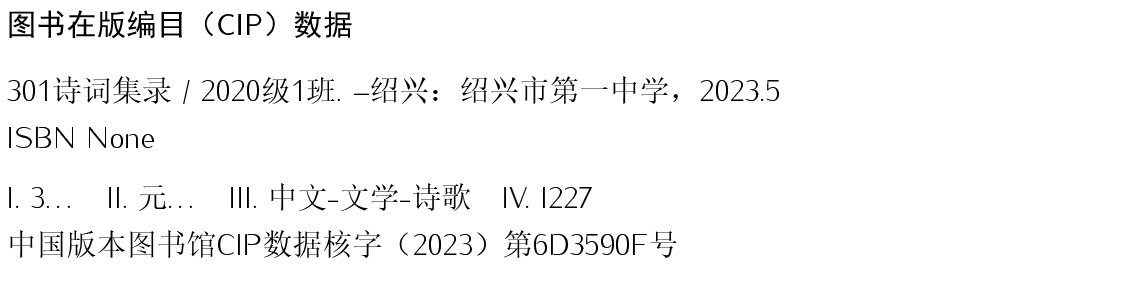 图书在版编目（CIP）数据
301诗词集录 / 2020级1班. –绍兴：绍兴市第一中学，2023.5
ISBN None
I. 3… II. 元… III. 中文-文学-诗歌 IV. I227
中国版本图书馆CIP数据核字（2023）第6D3590F号